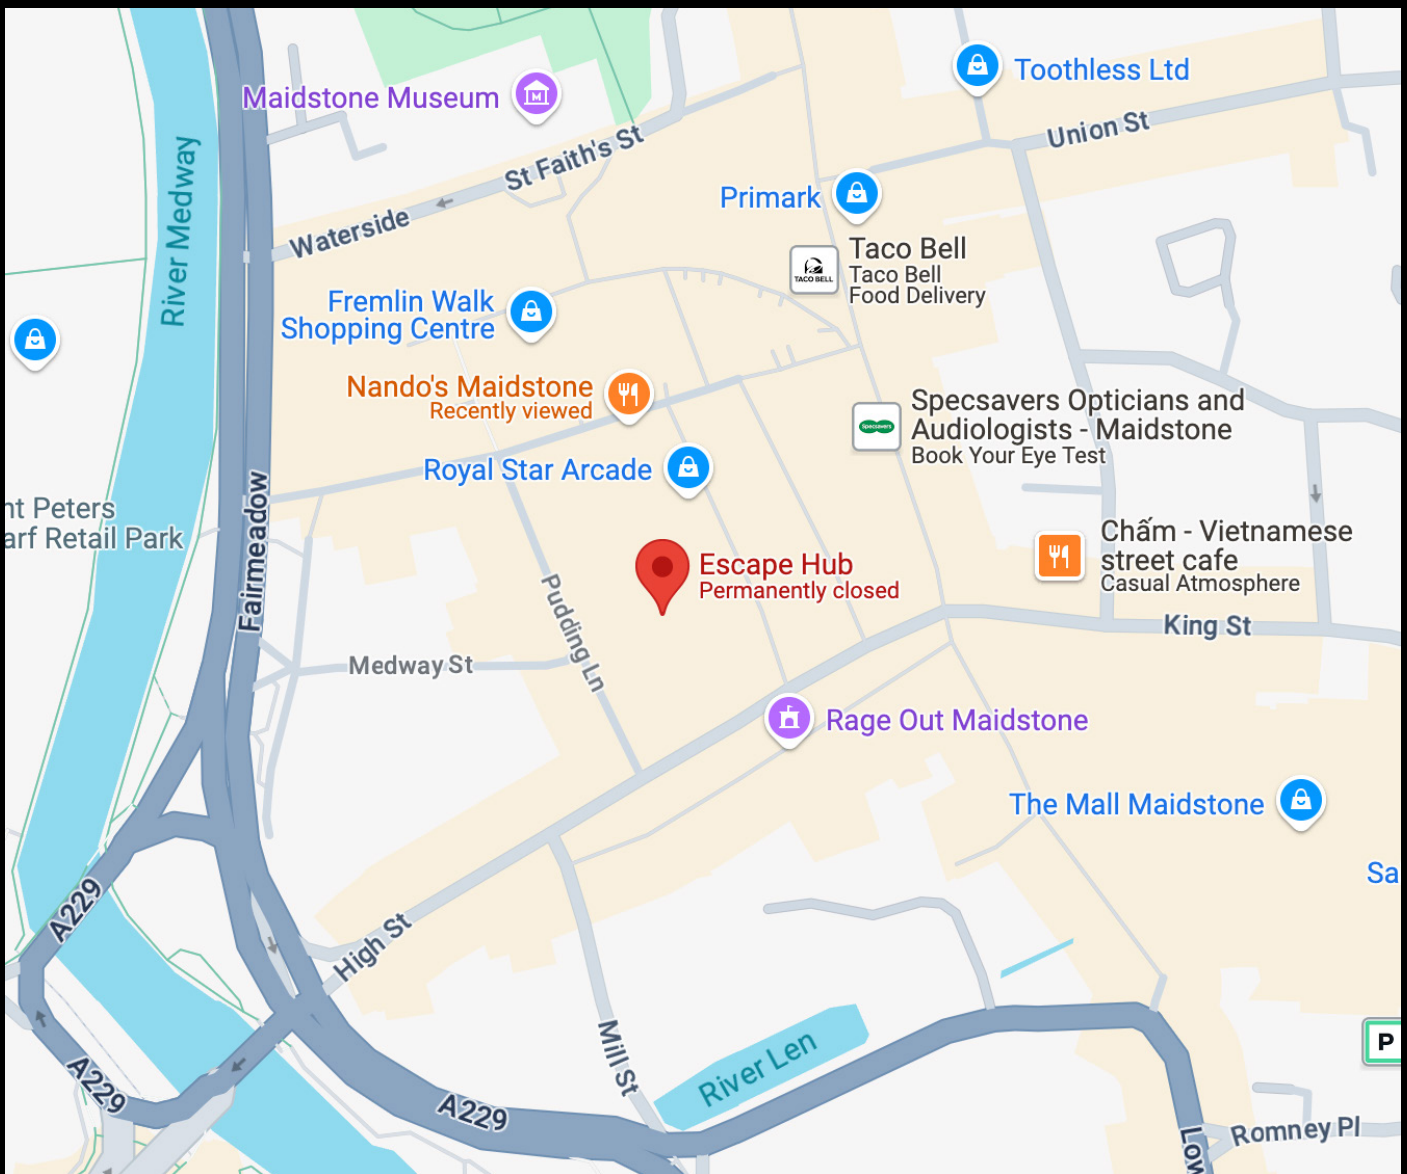 Toothless Ltd
Maidstone Museum
Union St
St Faith's St
River Medway
Primark
Waterside
Taco Bell
Taco Bell
Food Delivery
TACO BELL
Fremlin Walk
Shopping Centre
Nando's Maidstone
Recently viewed
Specsavers Opticians and
Audiologists - Maidstone
Book Your Eye Test
Specsavers
Royal Star Arcade
nt Peters
arf Retail Park
Fairmeadow
Chấm - Vietnamese
street cafe
Casual Atmosphere
Escape Hub
Permanently closed
Pudding Ln
King St
Medway St
Rage Out Maidstone
The Mall Maidstone
Sa
A229
High St
Mill St
River Len
P
A229
A229
Low
Romney Pl